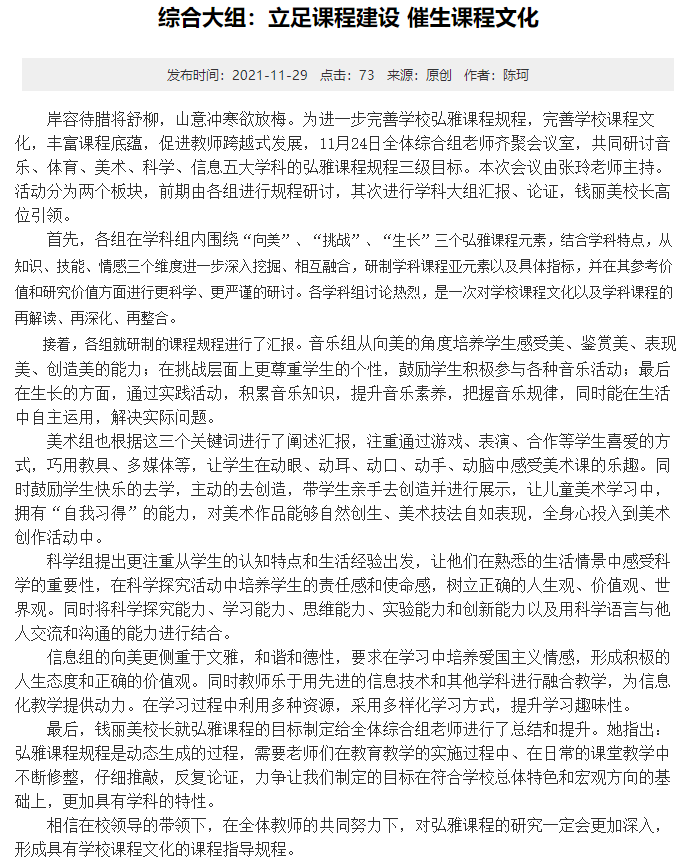 综合大组：立足课程建设 催生课程文化
发布时间：2021-11-29 点击：73 来源：原创 作者：陈珂
岸容待腊将舒柳，山意冲寒欲放梅。为进一步完善学校弘雅课程规程，完善学校课程文
化，丰富课程底蕴，促进教师跨越式发展，11月24日全体综合组老师齐聚会议室，共同研讨音
乐、体育、美术、科学、信息五大学科的弘雅课程规程三级目标。本次会议由张玲老师主持。
活动分为两个板块，前期由各组进行规程研讨，其次进行学科大组汇报、论证，钱丽美校长高
位引领。
首先，各组在学科组内围绕“向美”、“挑战”、“生长”三个弘雅课程元素，结合学科特点，从
知识、技能、情感三个维度进一步深入挖掘、相互融合，研制学科课程亚元素以及具体指标，并在其参考价
值和研究价值方面进行更科学、更严谨的研讨。各学科组讨论热烈，是一次对学校课程文化以及学科课程的
再解读、再深化、再整合。
接着，各组就研制的课程规程进行了汇报。音乐组从向美的角度培养学生感受美、鉴赏美、表现
美、创造美的能力；在挑战层面上更尊重学生的个性，鼓励学生积极参与各种音乐活动；最后
在生长的方面，通过实践活动，积累音乐知识，提升音乐素养，把握音乐规律，同时能在生活
中自主运用，解决实际问题。
美术组也根据这三个关键词进行了阐述汇报，注重通过游戏、表演、合作等学生喜爱的方
式，巧用教具、多媒体等，让学生在动眼、动耳、动口、动手、动脑中感受美术课的乐趣。同
时鼓励学生快乐的去学，主动的去创造，带学生亲手去创造并进行展示，让儿童美术学习中，
拥有“自我习得”的能力，对美术作品能够自然创生、美术技法自如表现，全身心投入到美术
创作活动中。
科学组提出更注重从学生的认知特点和生活经验出发，让他们在熟悉的生活情景中感受科
学的重要性，在科学探究活动中培养学生的责任感和使命感，树立正确的人生观、价值观、世
界观。同时将科学探究能力、学习能力、思维能力、实验能力和创新能力以及用科学语言与他
人交流和沟通的能力进行结合。
信息组的向美更侧重于文雅，和谐和德性，要求在学习中培养爱国主义情感，形成积极的
人生态度和正确的价值观。同时教师乐于用先进的信息技术和其他学科进行融合教学，为信息
化教学提供动力。在学习过程中利用多种资源，采用多样化学习方式，提升学习趣味性。
最后，钱丽美校长就弘雅课程的目标制定给全体综合组老师进行了总结和提升。她指出：
弘雅课程规程是动态生成的过程，需要老师们在教育教学的实施过程中、在日常的课堂教学中
不断修整，仔细推敲，反复论证，力争让我们制定的目标在符合学校总体特色和宏观方向的基
础上，更加具有学科的特性。
相信在校领导的带领下，在全体教师的共同努力下，对弘雅课程的研究一定会更加深入，
形成具有学校课程文化的课程指导规程。